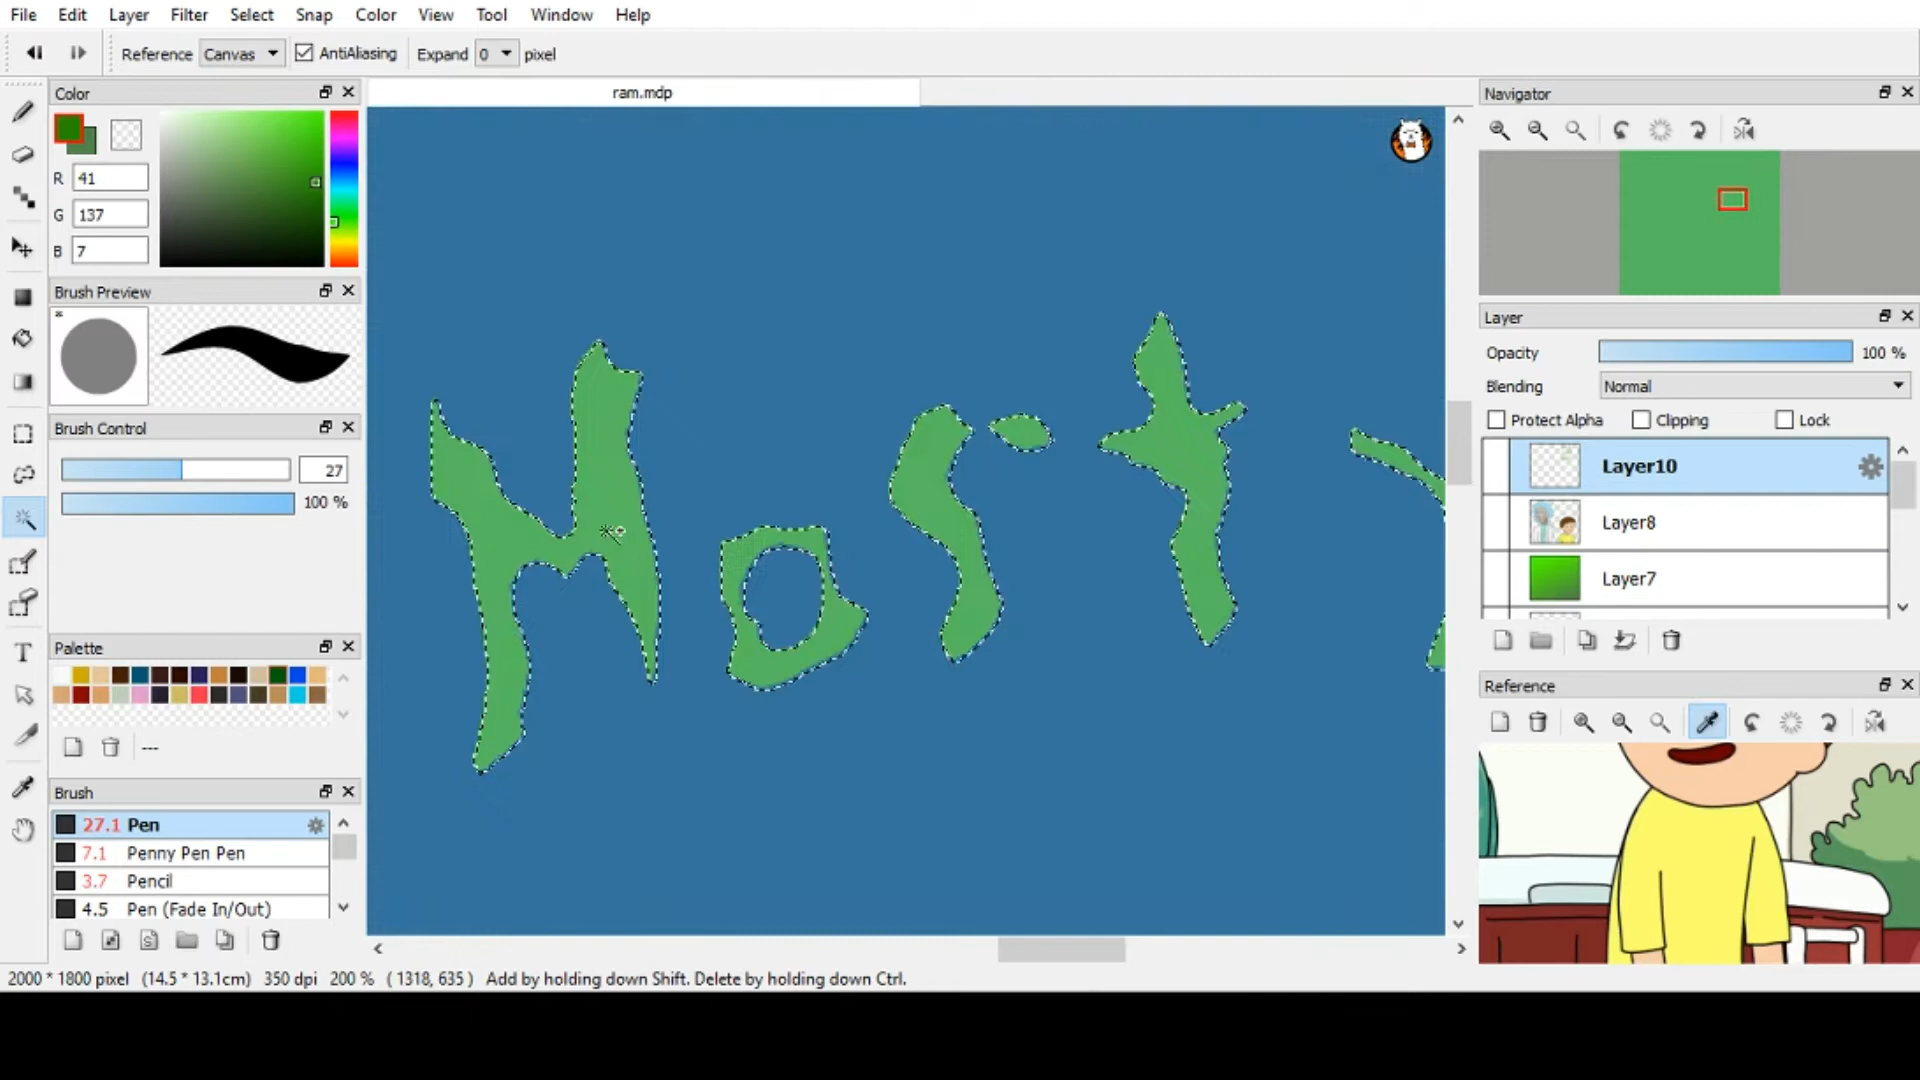 File Edit Layer Filter Select Snap Color View Tool Window Help
Reference Canvas AntiAliasing Expand 0 pixel
Color
R 41
G 137
B 7
Brush Preview
Brush Control
27
100 %
Palette
---
Brush
27.1 Pen
7.1 Penny Pen Pen
3.7 Pencil
4.5 Pen (Fade In/Out)
ram.mdp
Morty
Navigator
Layer
Opacity 100 %
Blending Normal
Protect Alpha Clipping Lock
Layer10
Layer8
Layer7
Reference
2000 * 1800 pixel (14.5 * 13.1cm) 350 dpi 200 % ( 1318, 635 ) Add by holding down Shift. Delete by holding down Ctrl.